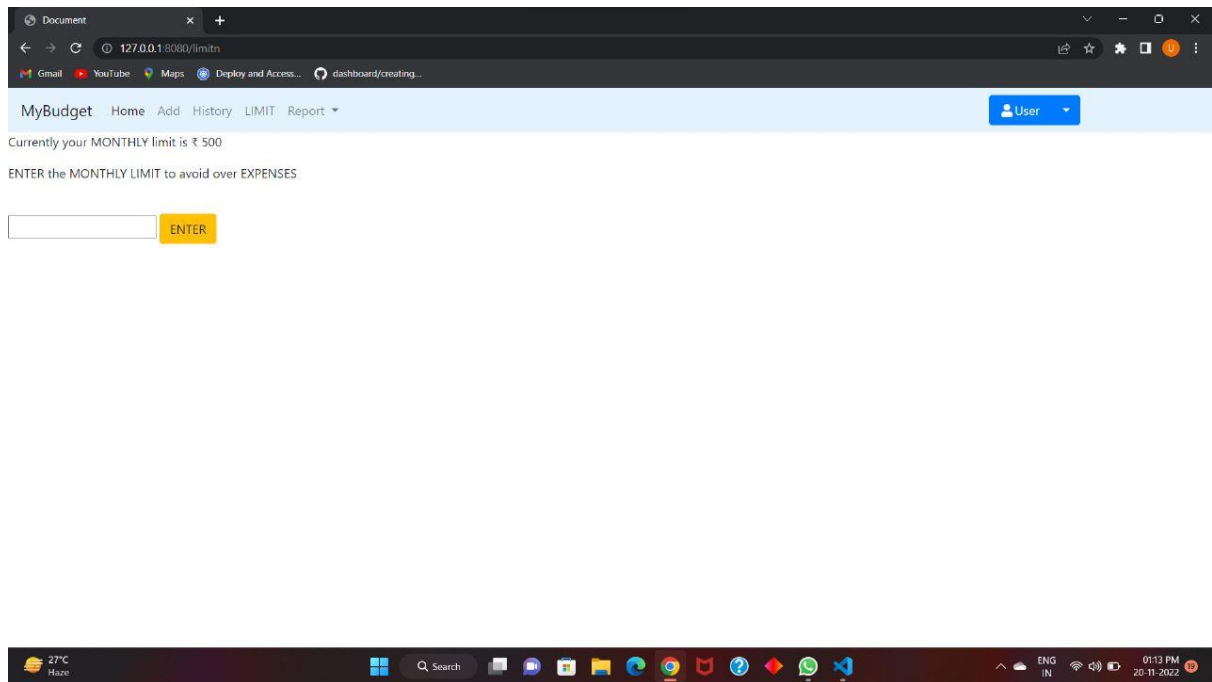 Document
127.0.0.1:8080/limitn
Gmail YouTube Maps Deploy and Access... dashboard/creating...
U
MyBudget Home Add History LIMIT Report User
Currently your MONTHLY limit is ₹ 500
ENTER the MONTHLY LIMIT to avoid over EXPENSES
ENTER
27°C
Haze
Search
ENG
IN
01:13 PM
20-11-2022
19